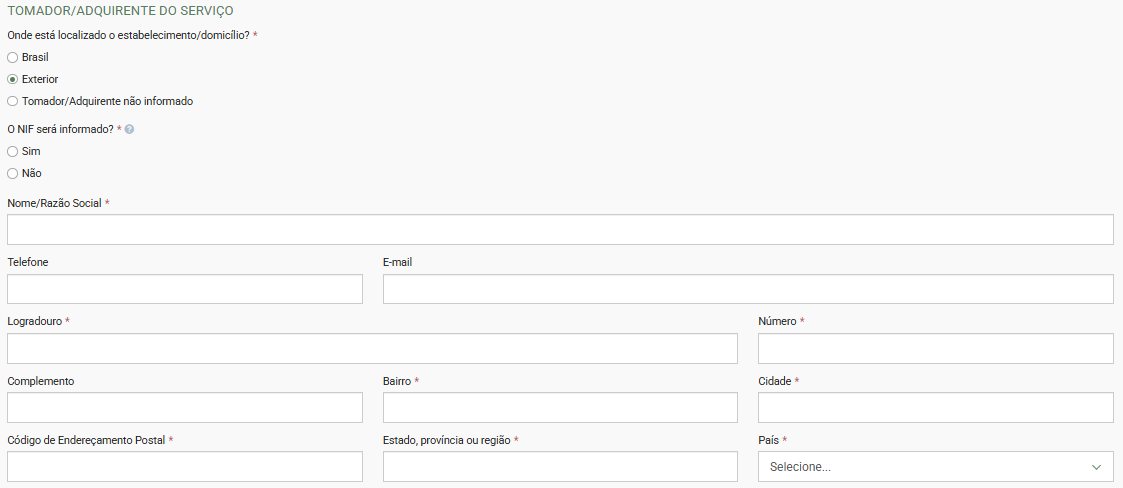 TOMADOR/ADQUIRENTE DO SERVIÇO
Onde está localizado o estabelecimento/domicílio? *
Brasil
Exterior
Tomador/Adquirente não informado
O NIF será informado? * ?
Sim
Não
Nome/Razão Social *
Telefone E-mail
Logradouro * Número *
Complemento Bairro * Cidade *
Código de Endereçamento Postal * Estado, província ou região * País *
Selecione...